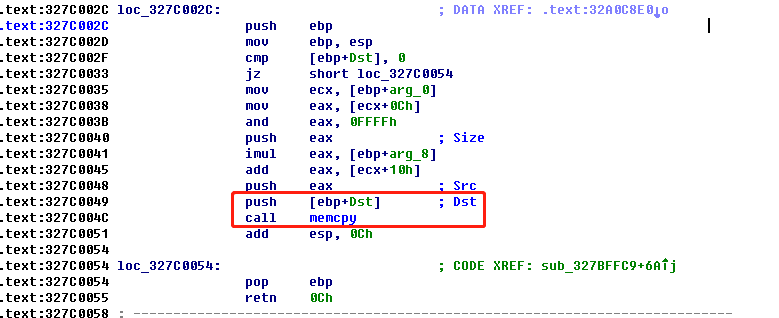 .text:327C002C loc_327C002C: ; DATA XREF: .text:32A0C8E0↓o
.text:327C002C push ebp
.text:327C002D mov ebp, esp
.text:327C002F cmp [ebp+Dst], 0
.text:327C0033 jz short loc_327C0054
.text:327C0035 mov ecx, [ebp+arg_0]
.text:327C0038 mov eax, [ecx+0Ch]
.text:327C003B and eax, 0FFFFh
.text:327C0040 push eax ; Size
.text:327C0041 imul eax, [ebp+arg_8]
.text:327C0045 add eax, [ecx+10h]
.text:327C0048 push eax ; Src
.text:327C0049 push [ebp+Dst] ; Dst
.text:327C004C call memcpy
.text:327C0051 add esp, 0Ch
.text:327C0054
.text:327C0054 loc_327C0054: ; CODE XREF: sub_327BFFC9+6A↑j
.text:327C0054 pop ebp
.text:327C0055 retn 0Ch
.text:327C0058 ; ---------------------------------------------------------------------------